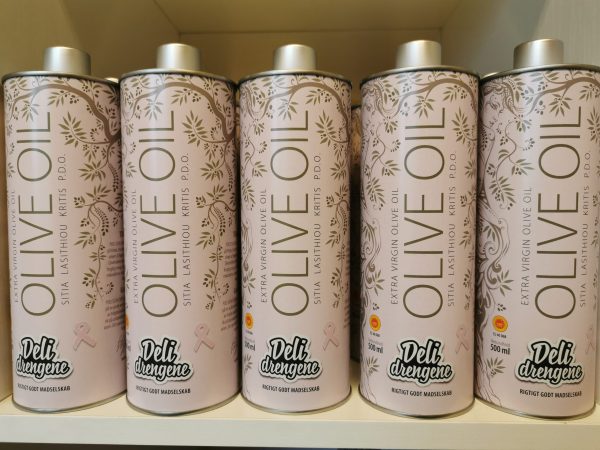 EXTRA VIRGIN OLIVE OIL
OLIVE OIL
SITIA LASITHIOU KRITIS P.D.O.
Deli
drengene
RIGTIGT GODT MADSELSKAB
EXTRA VIRGIN OLIVE OIL
OLIVE OIL
SITIA LASITHIOU KRITIS P.D.O.
Deli
drengene
RIGTIGT GODT MADSELSKAB
EXTRA VIRGIN OLIVE OIL
OLIVE OIL
SITIA LASITHIOU KRITIS P.D.O.
500 ml
Deli
drengene
RIGTIGT GODT MADSELSKAB
EXTRA VIRGIN OLIVE OIL
OLIVE OIL
SITIA LASITHIOU KRITIS P.D.O.
500 ml
Deli
drengene
RIGTIGT GODT MADSELSKAB
EXTRA VIRGIN OLIVE OIL
OLIVE OIL
SITIA LASITHIOU KRITIS P.D.O.
500 ml
Deli
drengene
RIGTIGT GODT MADSELSKAB